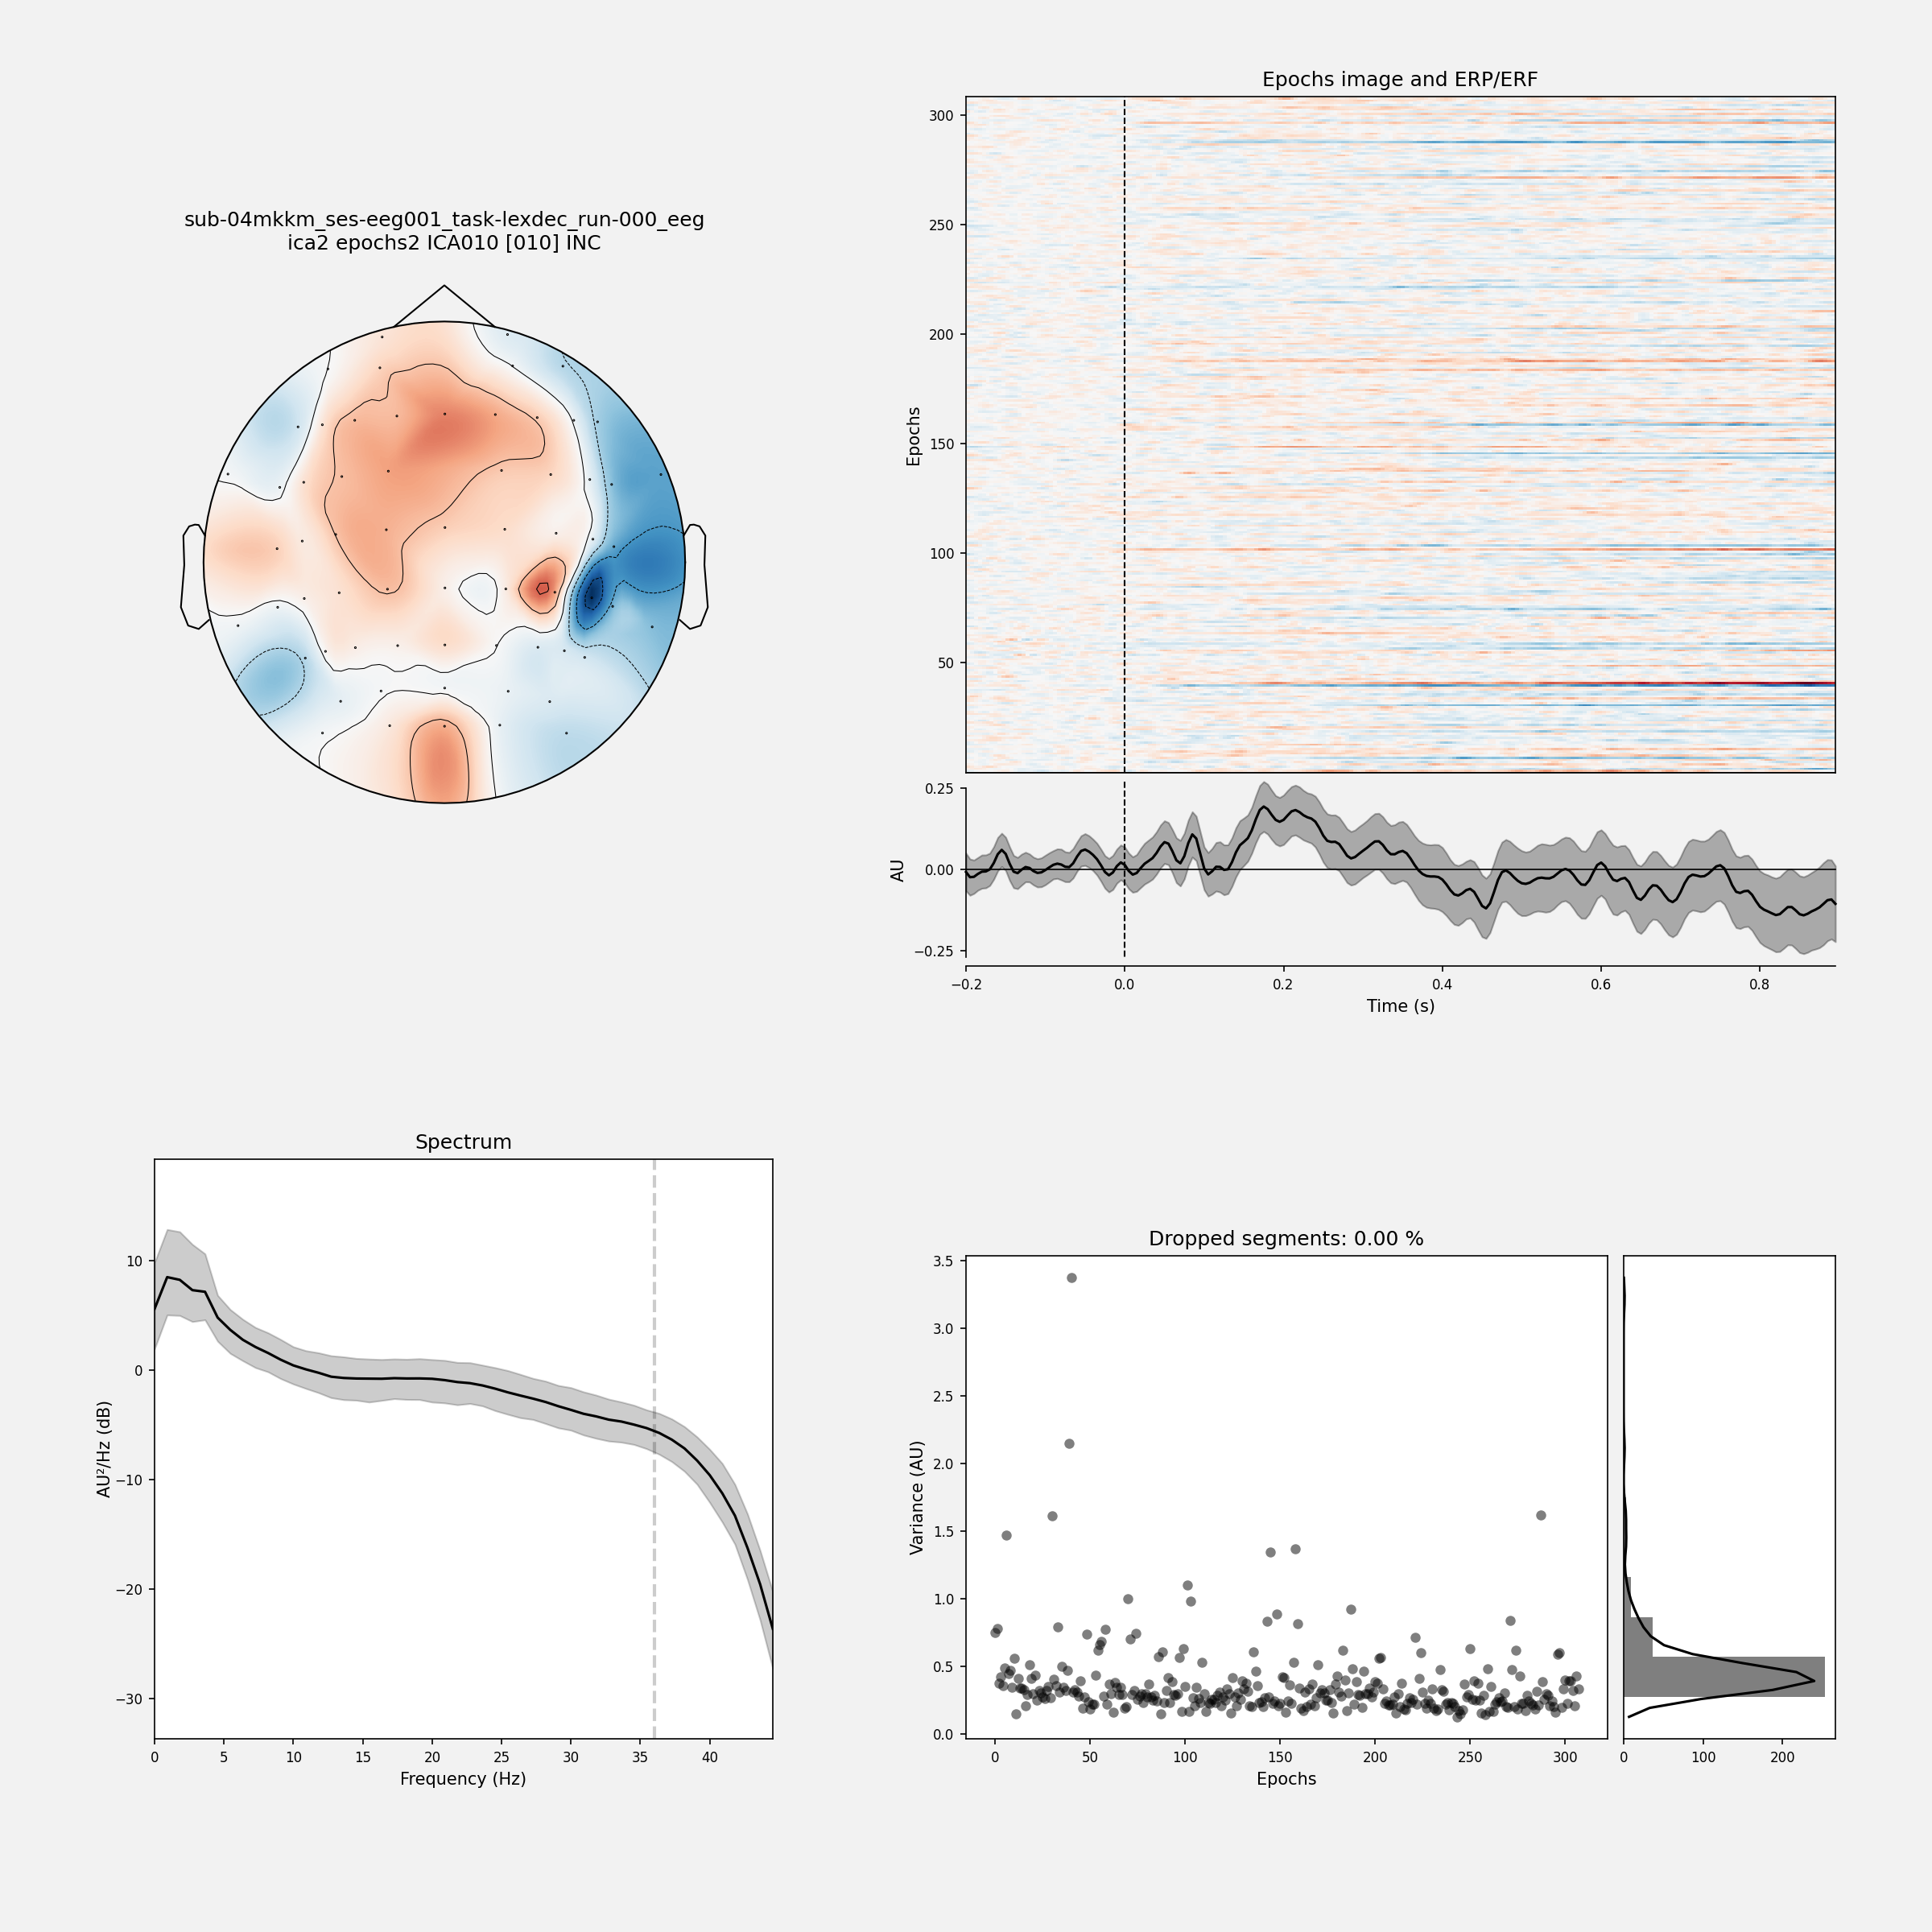 sub-04mkkm_ses-eeg001_task-lexdec_run-000_eeg
ica2 epochs2 ICA010 [010] INC
Epochs image and ERP/ERF
300
250
200
150
100
50
Epochs
0.25
0.00
−0.25
AU
−0.2 0.0 0.2 0.4 0.6 0.8
Time (s)
Spectrum
10
0
−10
−20
−30
AU²/Hz (dB)
0 5 10 15 20 25 30 35 40
Frequency (Hz)
Dropped segments: 0.00 %
3.5
3.0
2.5
2.0
1.5
1.0
0.5
0.0
Variance (AU)
0 50 100 150 200 250 300
Epochs
0 100 200